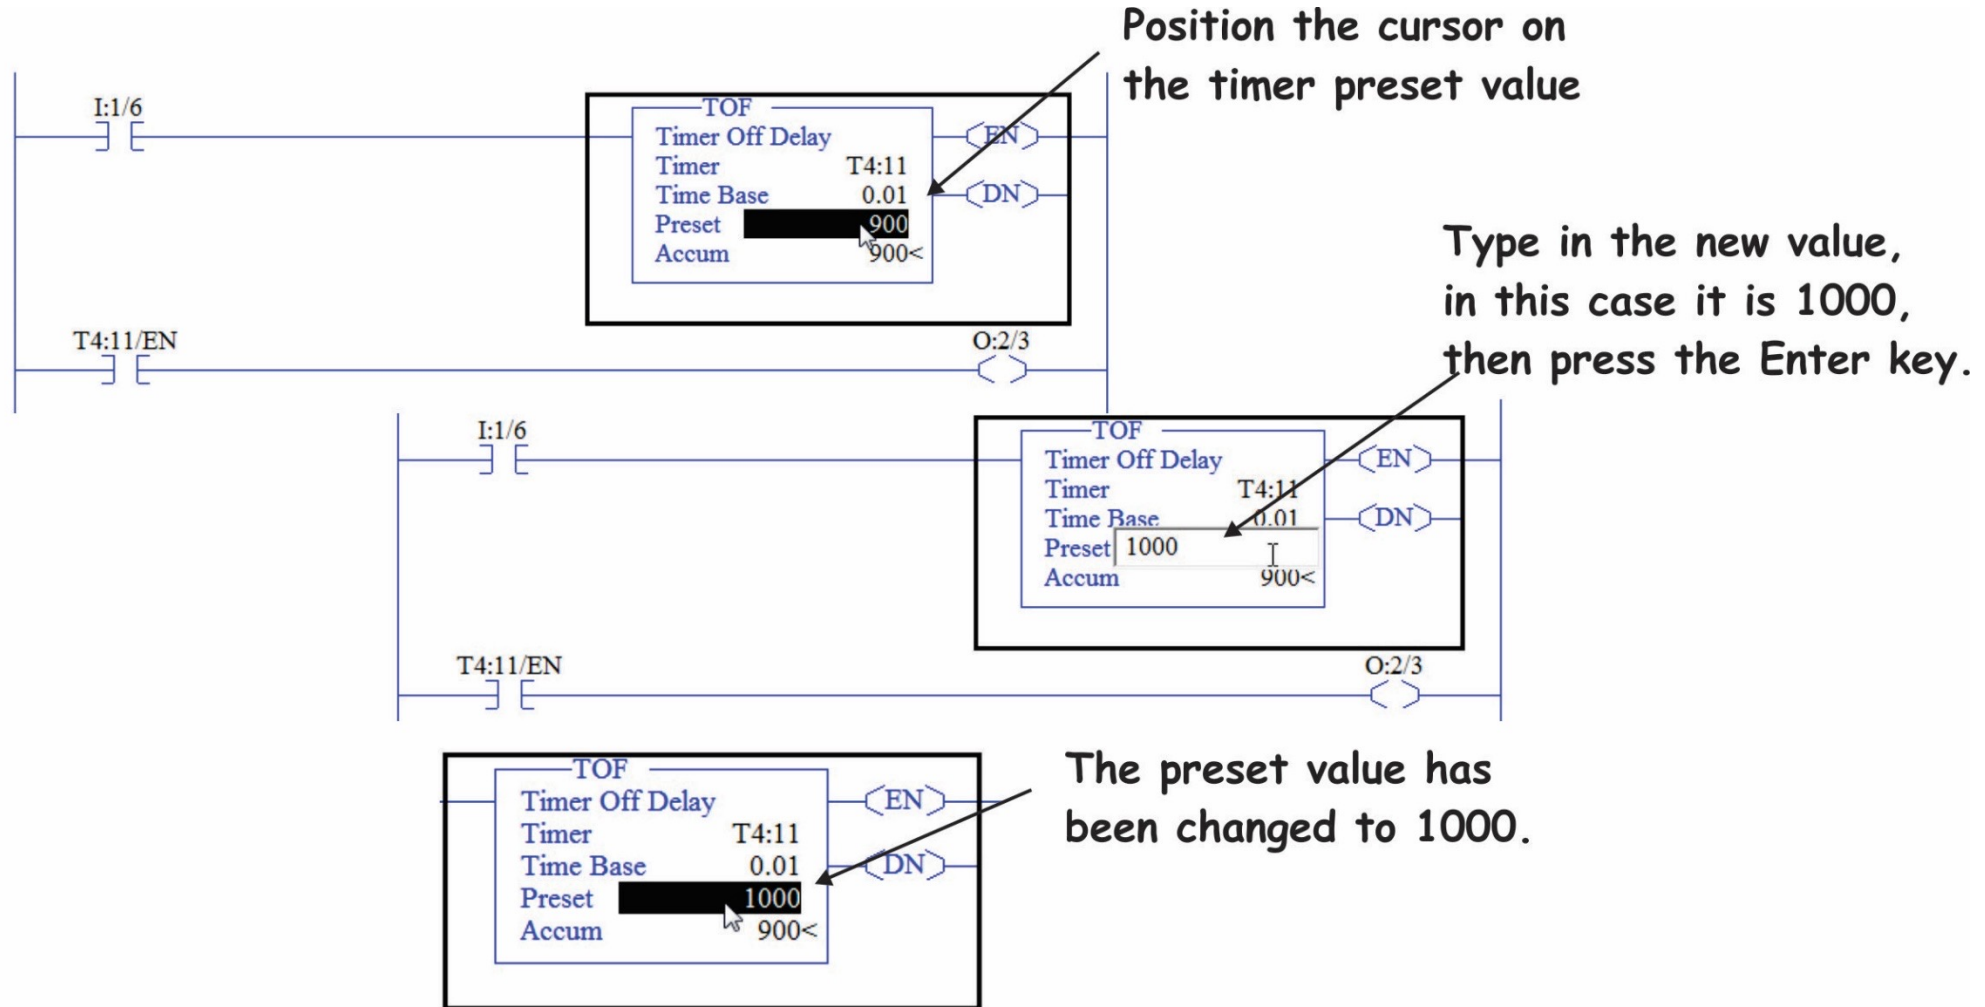 Position the cursor on
the timer preset value
I:1/6
TOF
Timer Off Delay
EN
Timer T4:11
Time Base 0.01
DN
Preset 900
Accum 900<
T4:11/EN
O:2/3
Type in the new value,
in this case it is 1000,
then press the Enter key.
I:1/6
TOF
Timer Off Delay
EN
Timer T4:11
Time Base 0.01
DN
Preset 1000
Accum 900<
T4:11/EN
O:2/3
TOF
Timer Off Delay
EN
Timer T4:11
Time Base 0.01
DN
Preset 1000
Accum 900<
The preset value has
been changed to 1000.